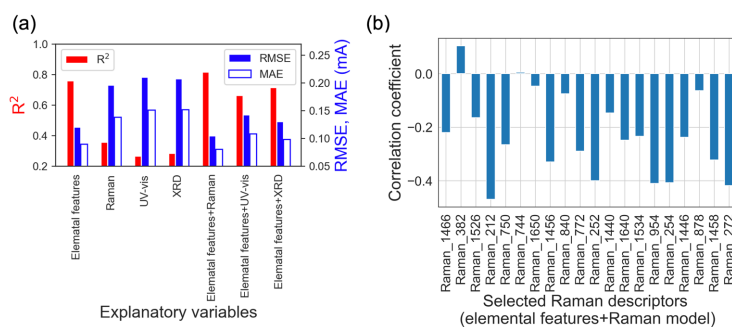 (a)
1.0
0.8
0.6
0.4
0.2
R²
R²
RMSE
MAE
0.25
0.20
0.15
0.10
0.05
RMSE, MAE (mA)
Elematal features
Raman
UV-vis
XRD
Elematal features+Raman
Elematal features+UV-vis
Elematal features+XRD
Explanatory variables
(b)
0.0
−0.2
−0.4
Correlation coefficient
Raman_1466
Raman_382
Raman_1526
Raman_212
Raman_750
Raman_744
Raman_1650
Raman_1456
Raman_840
Raman_772
Raman_252
Raman_1440
Raman_1640
Raman_1534
Raman_954
Raman_254
Raman_1446
Raman_878
Raman_1458
Raman_272
Selected Raman descriptors
(elemental features+Raman model)